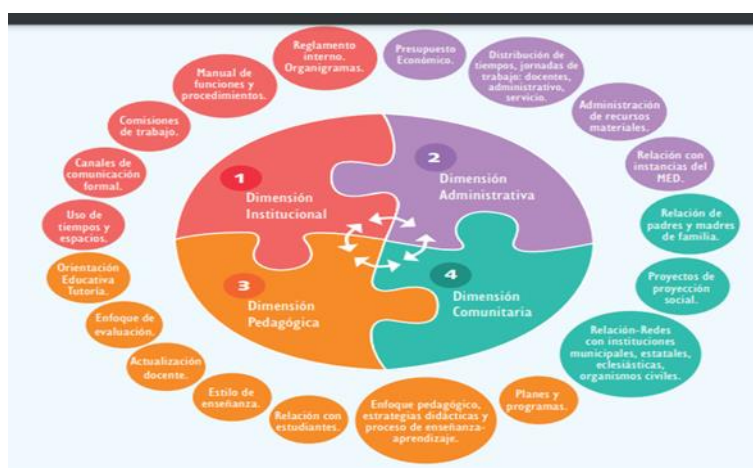 Reglamento
interno.
Organigramas.
Presupuesto
Económico.
Distribución de
tiempos, jornadas de
trabajo: docentes,
administrativo,
servicio.
Manual de
funciones y
procedimientos.
Administración
de recursos
materiales.
Comisiones
de trabajo.
Canales de
comunicación
formal.
Relación con
instancias del
MED.
Uso de
tiempos y
espacios.
1
Dimensión
Institucional
2
Dimensión
Administrativa
Relación de
padres y madres
de familia.
Orientación
Educativa
Tutoría.
3
Dimensión
Pedagógica
4
Dimensión
Comunitaria
Proyectos de
proyección
social.
Enfoque de
evaluación.
Relación-Redes
con instituciones
municipales, estatales,
eclesiásticas,
organismos civiles.
Actualización
docente.
Estilo de
enseñanza.
Relación con
estudiantes.
Enfoque pedagógico,
estrategias didácticas y
proceso de enseñanza-
aprendizaje.
Planes y
programas.